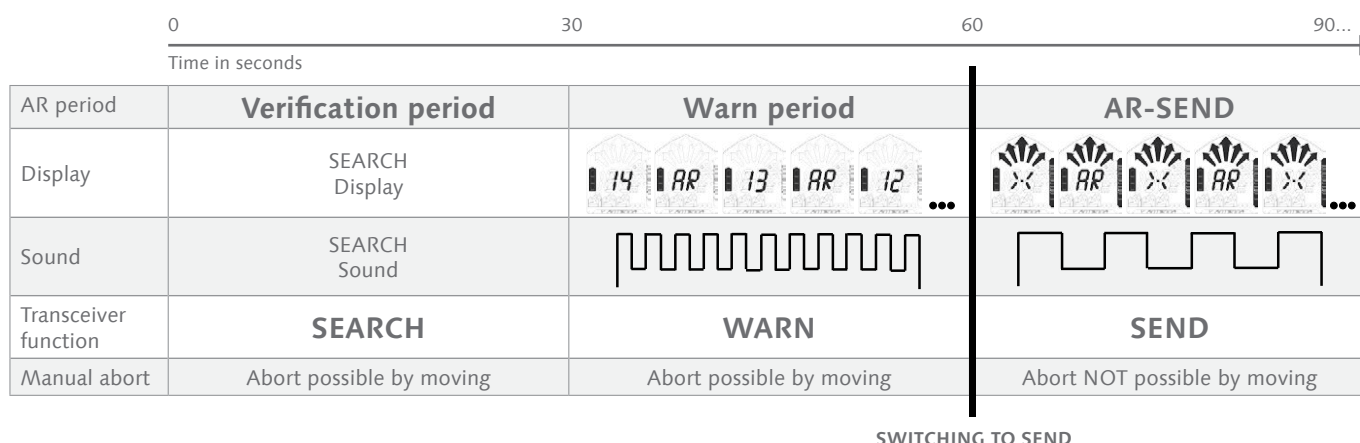 0 30 60 90...
Time in seconds
AR period Verification period Warn period AR-SEND
Display SEARCH
Display
14 AR 13 AR 12 ••• AR AR •••
Sound SEARCH
Sound
Transceiver
function SEARCH WARN SEND
Manual abort Abort possible by moving Abort possible by moving Abort NOT possible by moving
SWITCHING TO SEND